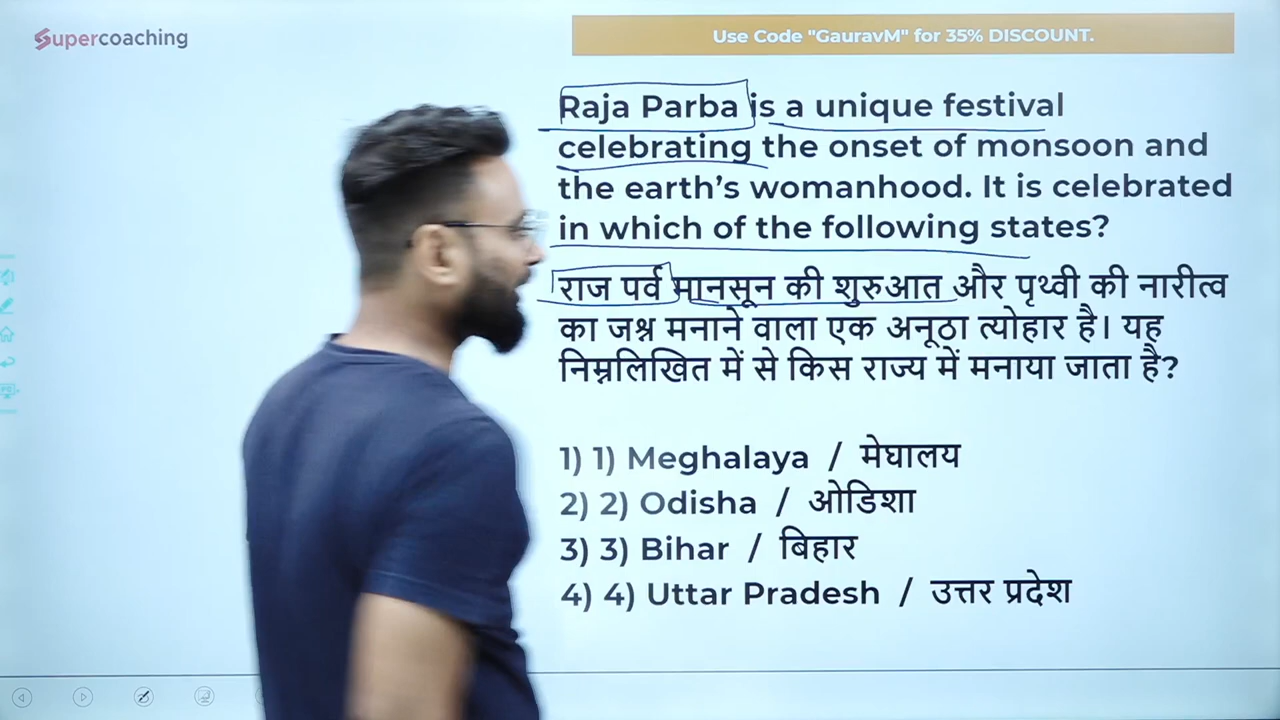 Supercoaching
Use Code "GauravM" for 35% DISCOUNT.
Raja Parba is a unique festival
celebrating the onset of monsoon and
the earth's womanhood. It is celebrated
in which of the following states?
राज पर्व मानसून की शुरुआत और पृथ्वी की नारीत्व
का जश्न मनाने वाला एक अनूठा त्योहार है। यह
निम्नलिखित में से किस राज्य में मनाया जाता है?
1) 1) Meghalaya / मेघालय
2) 2) Odisha / ओडिशा
3) 3) Bihar / बिहार
4) 4) Uttar Pradesh / उत्तर प्रदेश